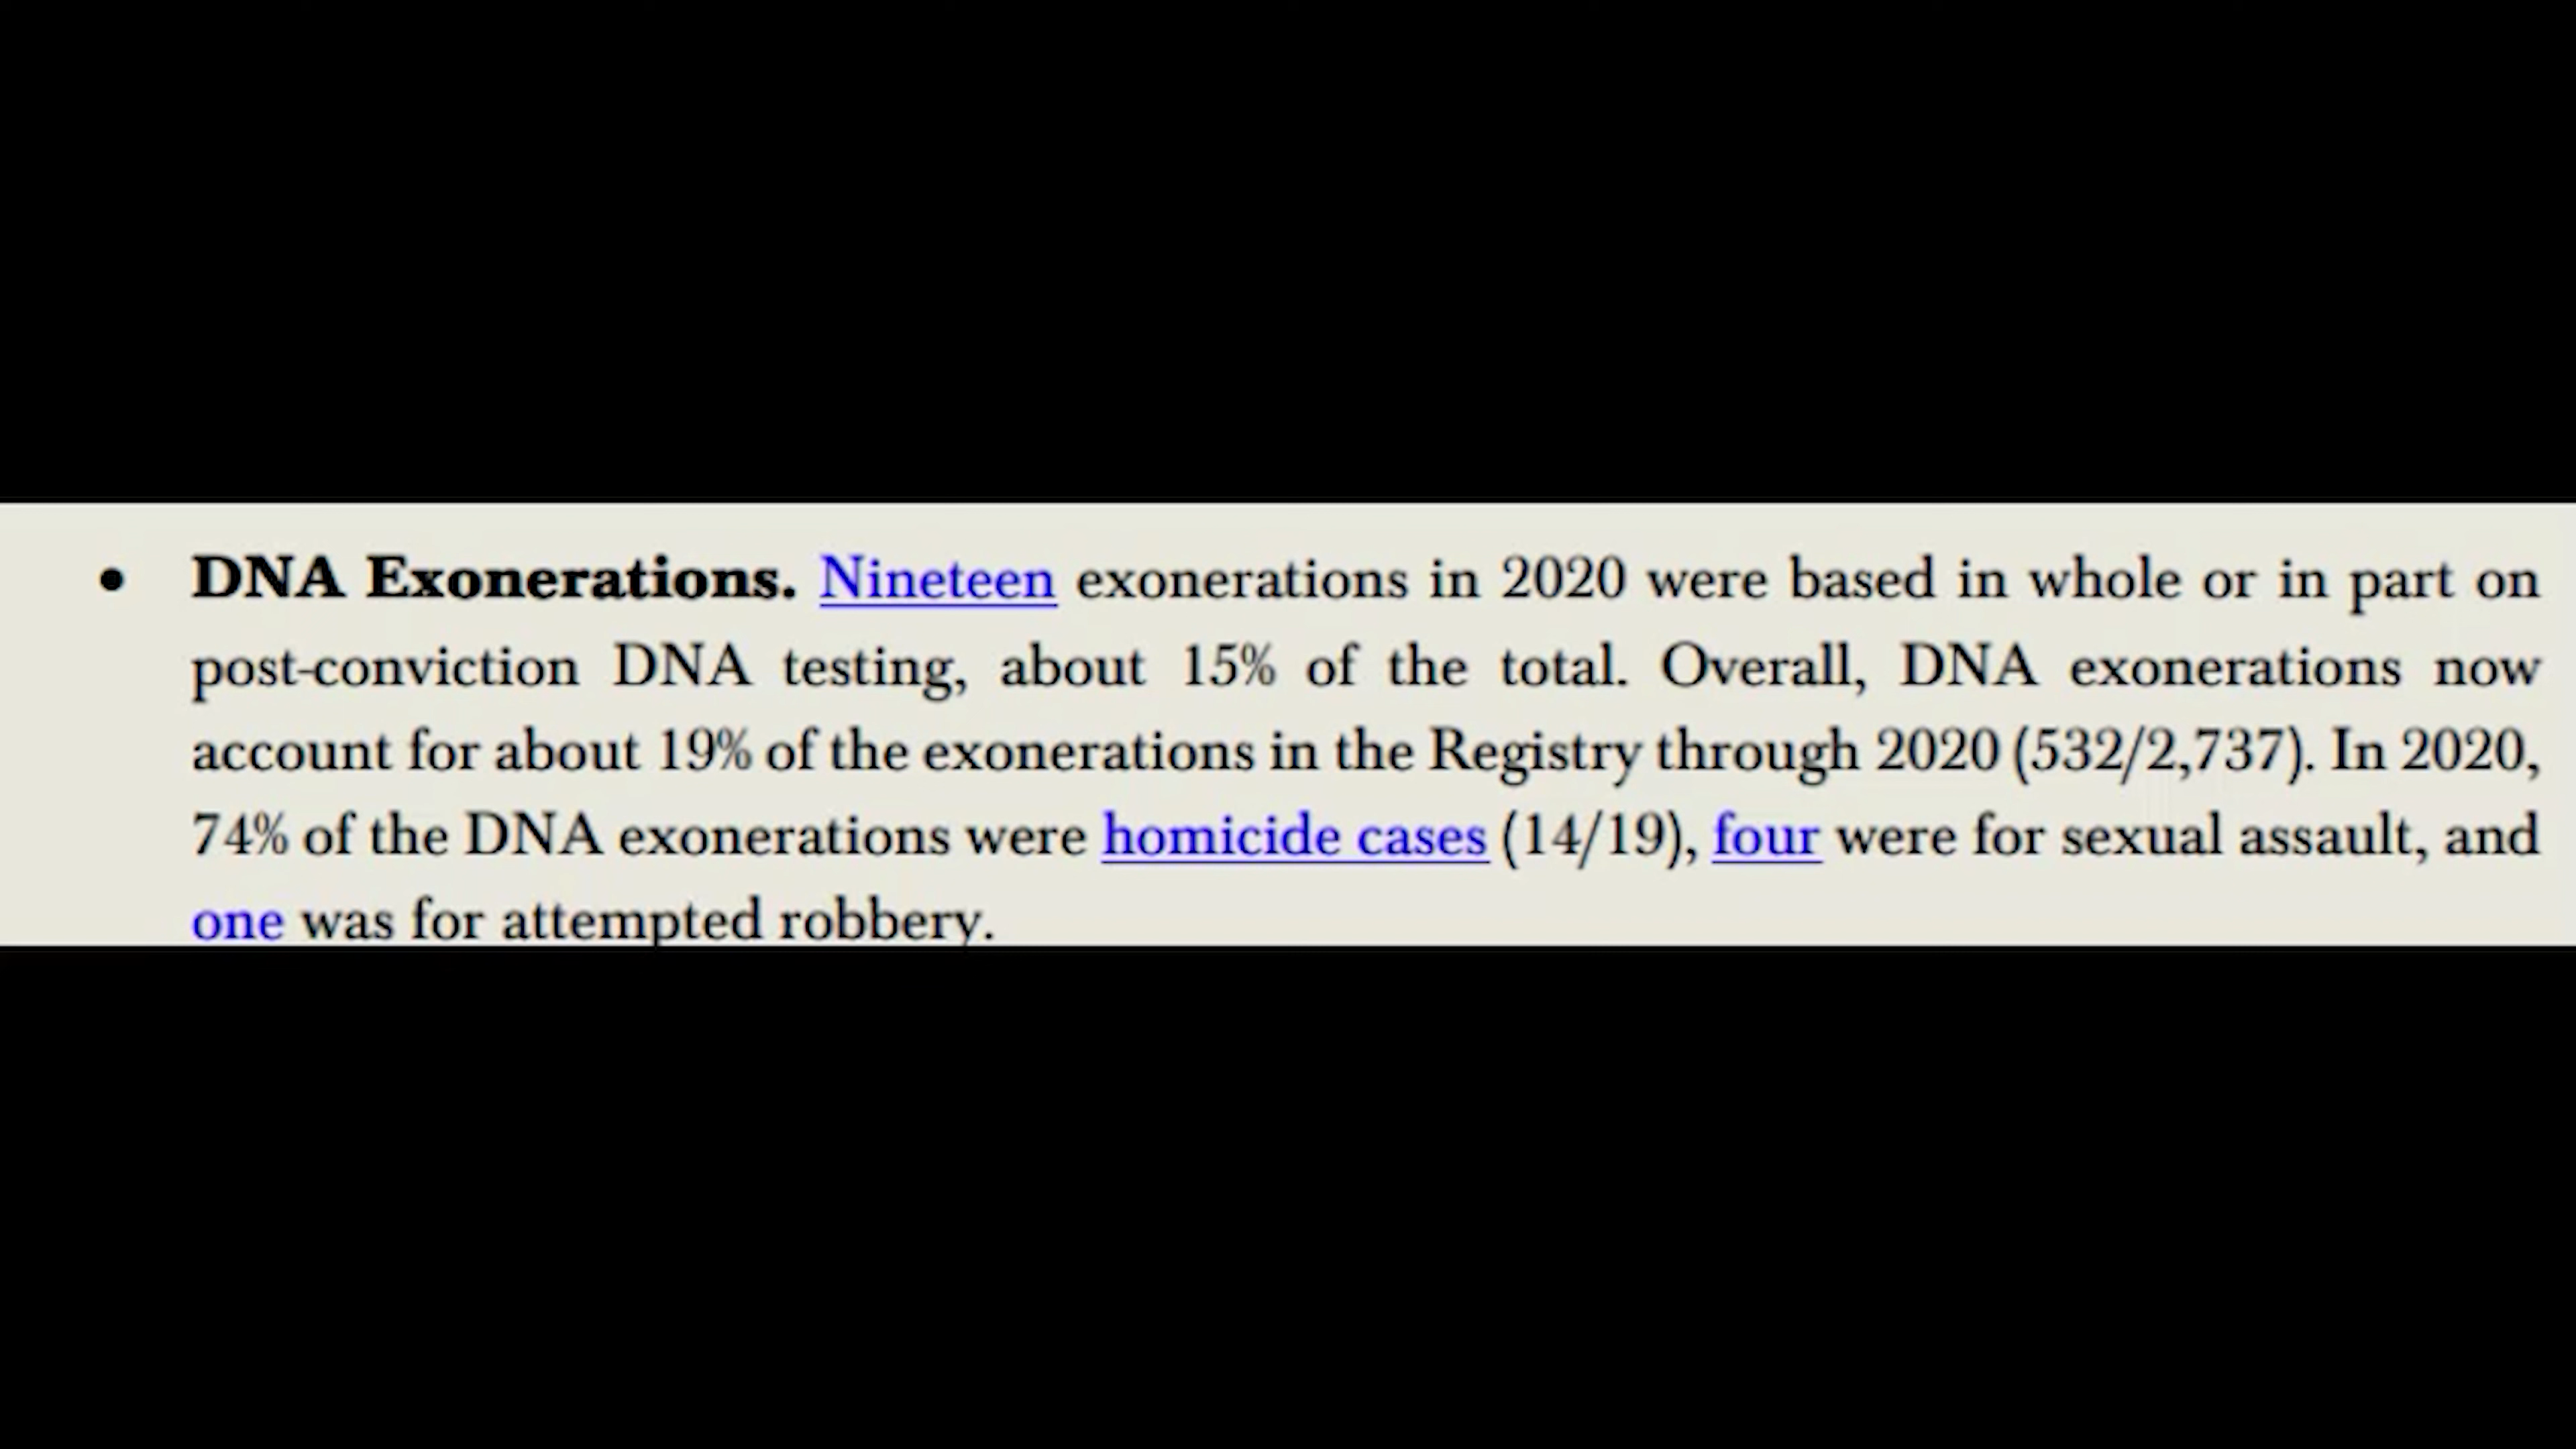 • DNA Exonerations. Nineteen exonerations in 2020 were based in whole or in part on
post-conviction DNA testing, about 15% of the total. Overall, DNA exonerations now
account for about 19% of the exonerations in the Registry through 2020 (532/2,737). In 2020,
74% of the DNA exonerations were homicide cases (14/19), four were for sexual assault, and
one was for attempted robbery.